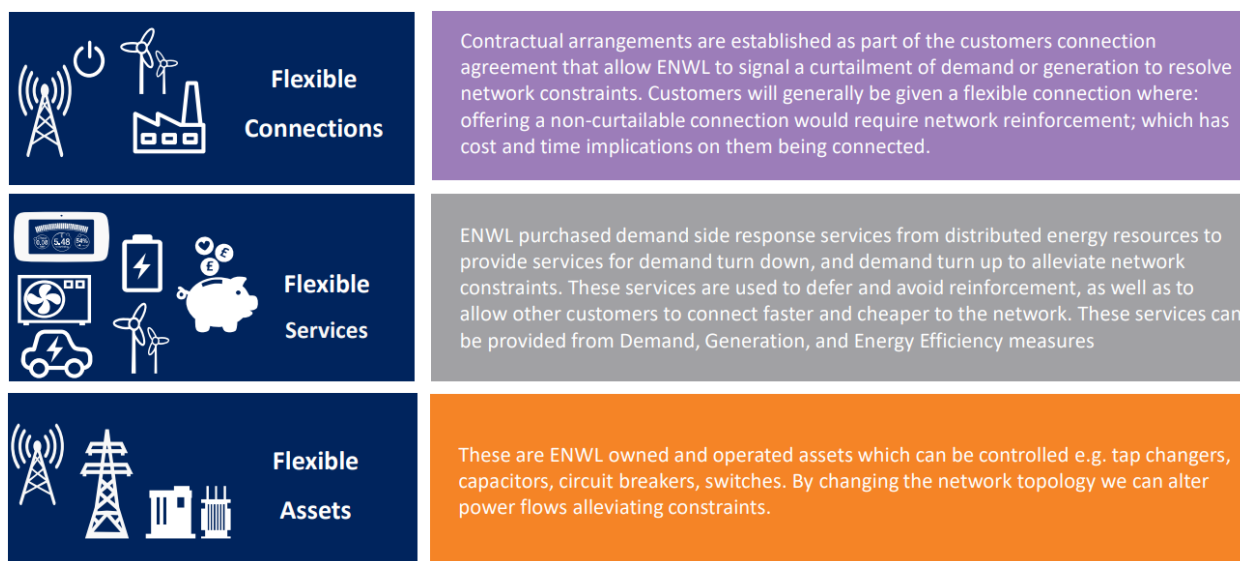 Flexible
Connections
Contractual arrangements are established as part of the customers connection
agreement that allow ENWL to signal a curtailment of demand or generation to resolve
network constraints. Customers will generally be given a flexible connection where:
offering a non-curtailable connection would require network reinforcement; which has
cost and time implications on them being connected.
0.38 5.48 54%
£
£
Flexible
Services
ENWL purchased demand side response services from distributed energy resources to
provide services for demand turn down, and demand turn up to alleviate network
constraints. These services are used to defer and avoid reinforcement, as well as to
allow other customers to connect faster and cheaper to the network. These services can
be provided from Demand, Generation, and Energy Efficiency measures
Flexible
Assets
These are ENWL owned and operated assets which can be controlled e.g. tap changers,
capacitors, circuit breakers, switches. By changing the network topology we can alter
power flows alleviating constraints.